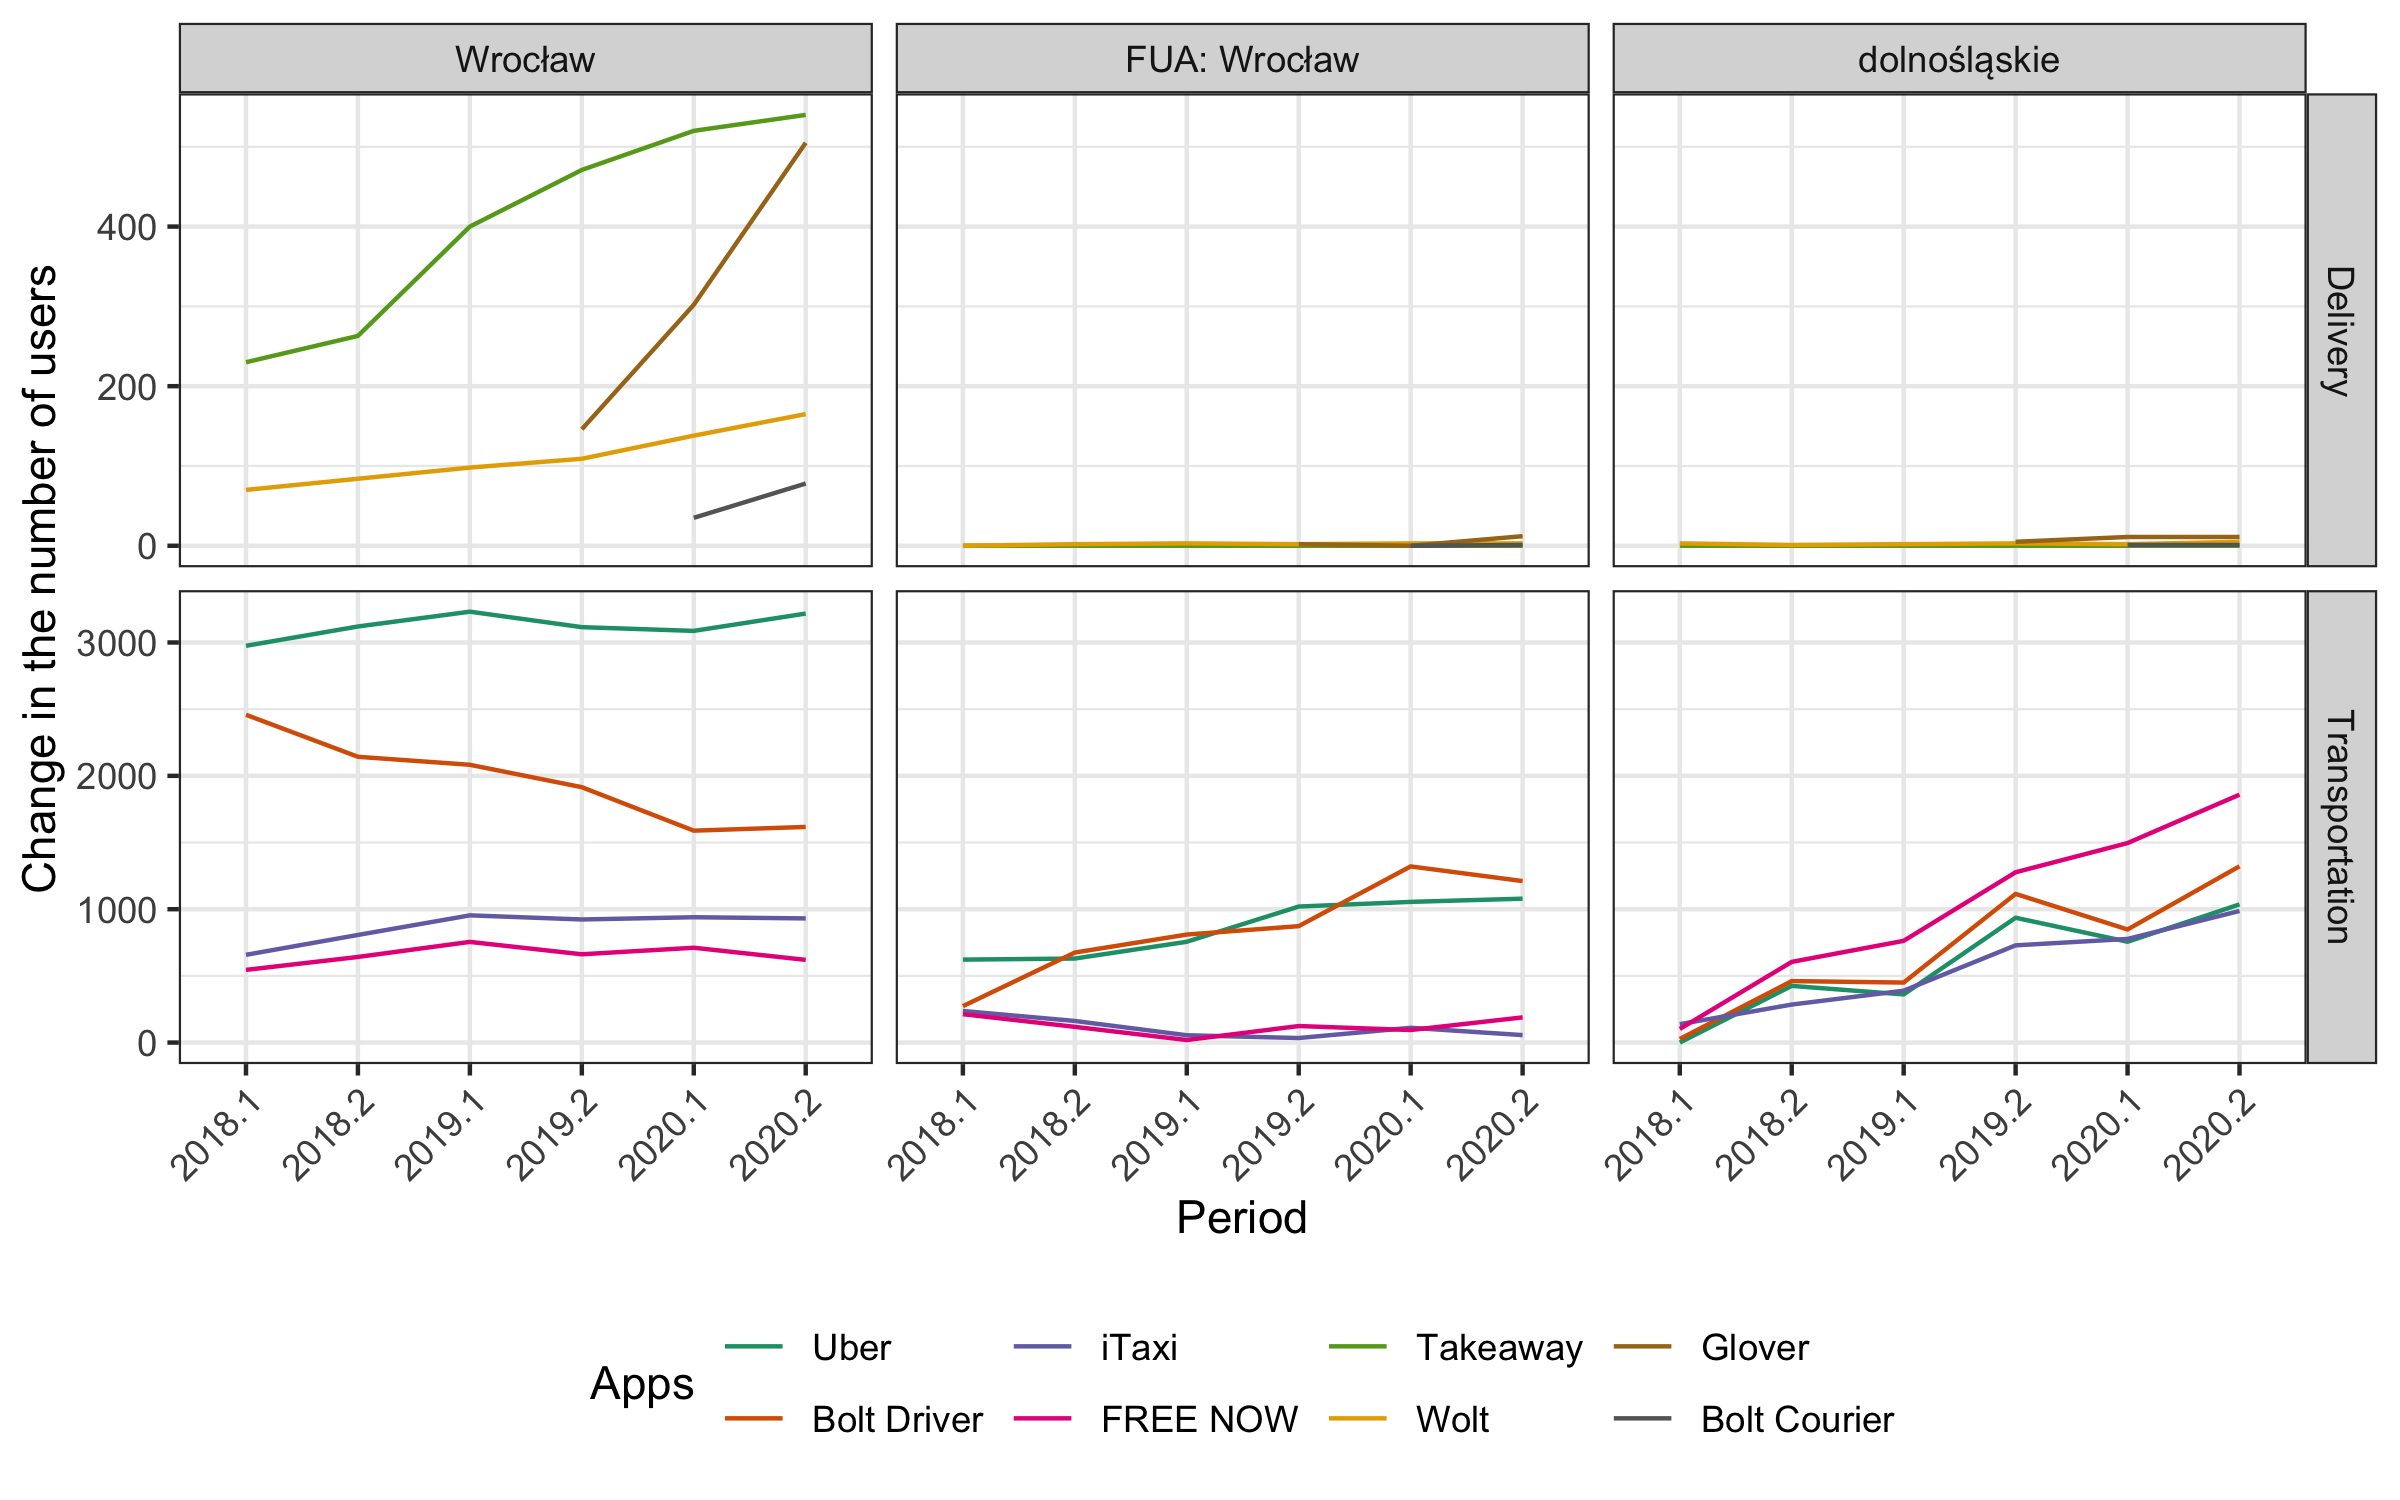 Wrocław
FUA: Wrocław
dolnośląskie
Change in the number of users
400
200
0
Delivery
3000
2000
1000
0
Transportation
2018.1 2018.2 2019.1 2019.2 2020.1 2020.2
2018.1 2018.2 2019.1 2019.2 2020.1 2020.2
2018.1 2018.2 2019.1 2019.2 2020.1 2020.2
Period
Apps
Uber iTaxi Takeaway Glover
Bolt Driver FREE NOW Wolt Bolt Courier